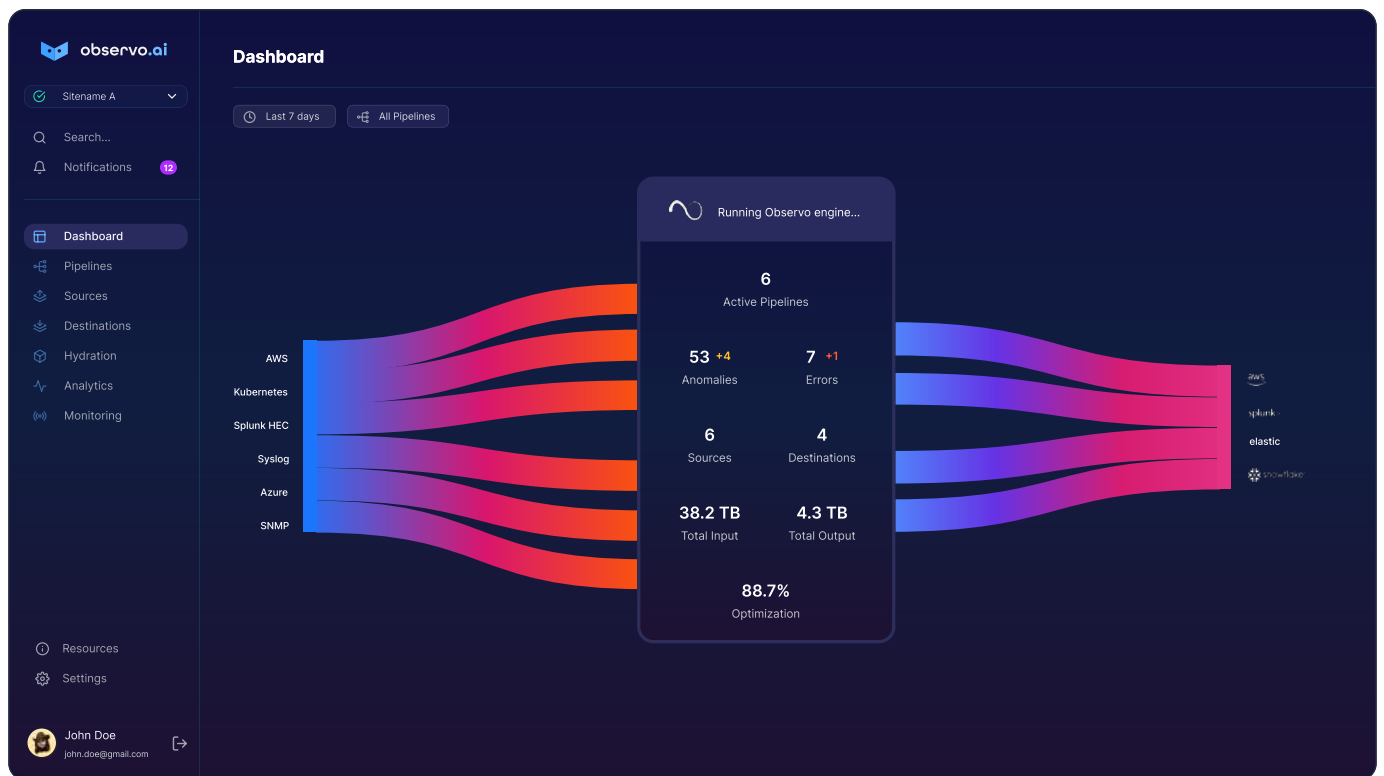 observo.ai
Sitename A
Search...
Notifications 12
Dashboard
Pipelines
Sources
Destinations
Hydration
Analytics
Monitoring
Resources
Settings
John Doe
john.doe@gmail.com
Dashboard
Last 7 days
All Pipelines
AWS
Kubernetes
Splunk HEC
Syslog
Azure
SNMP
Running Observo engine...
6
Active Pipelines
53 +4
Anomalies
7 +1
Errors
6
Sources
4
Destinations
38.2 TB
Total Input
4.3 TB
Total Output
88.7%
Optimization
aws
splunk
elastic
snowflake